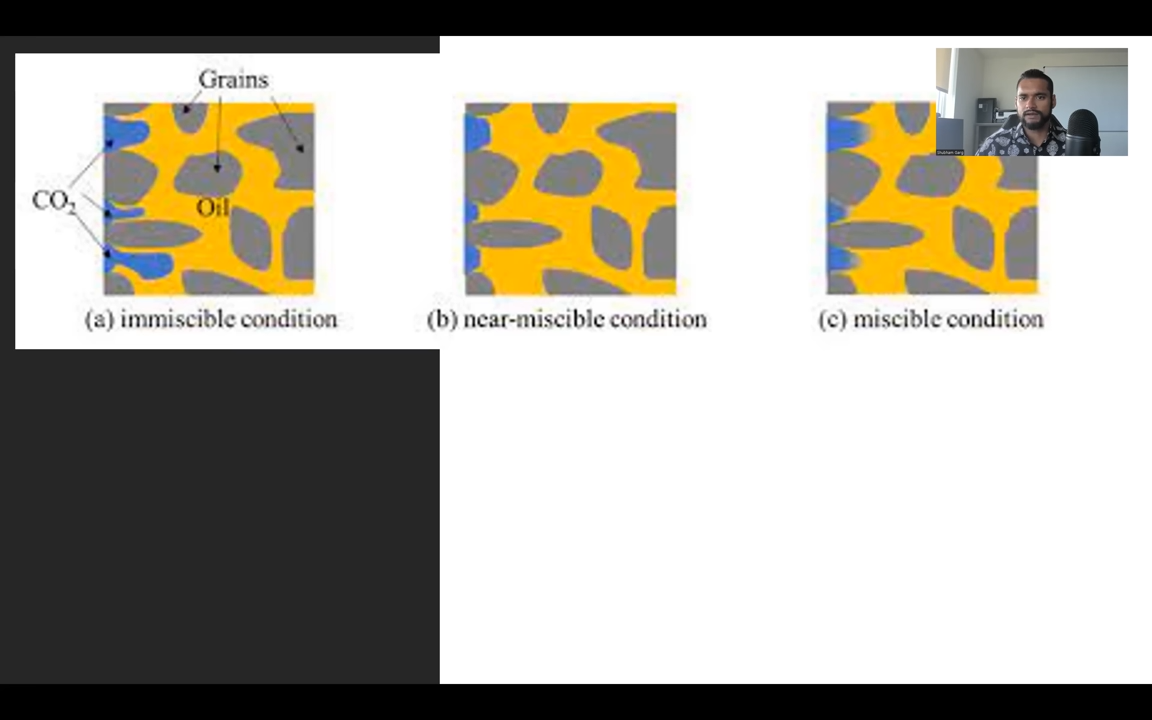 Grains
CO2
Oil
(a) immiscible condition
(b) near-miscible condition
(c) miscible condition